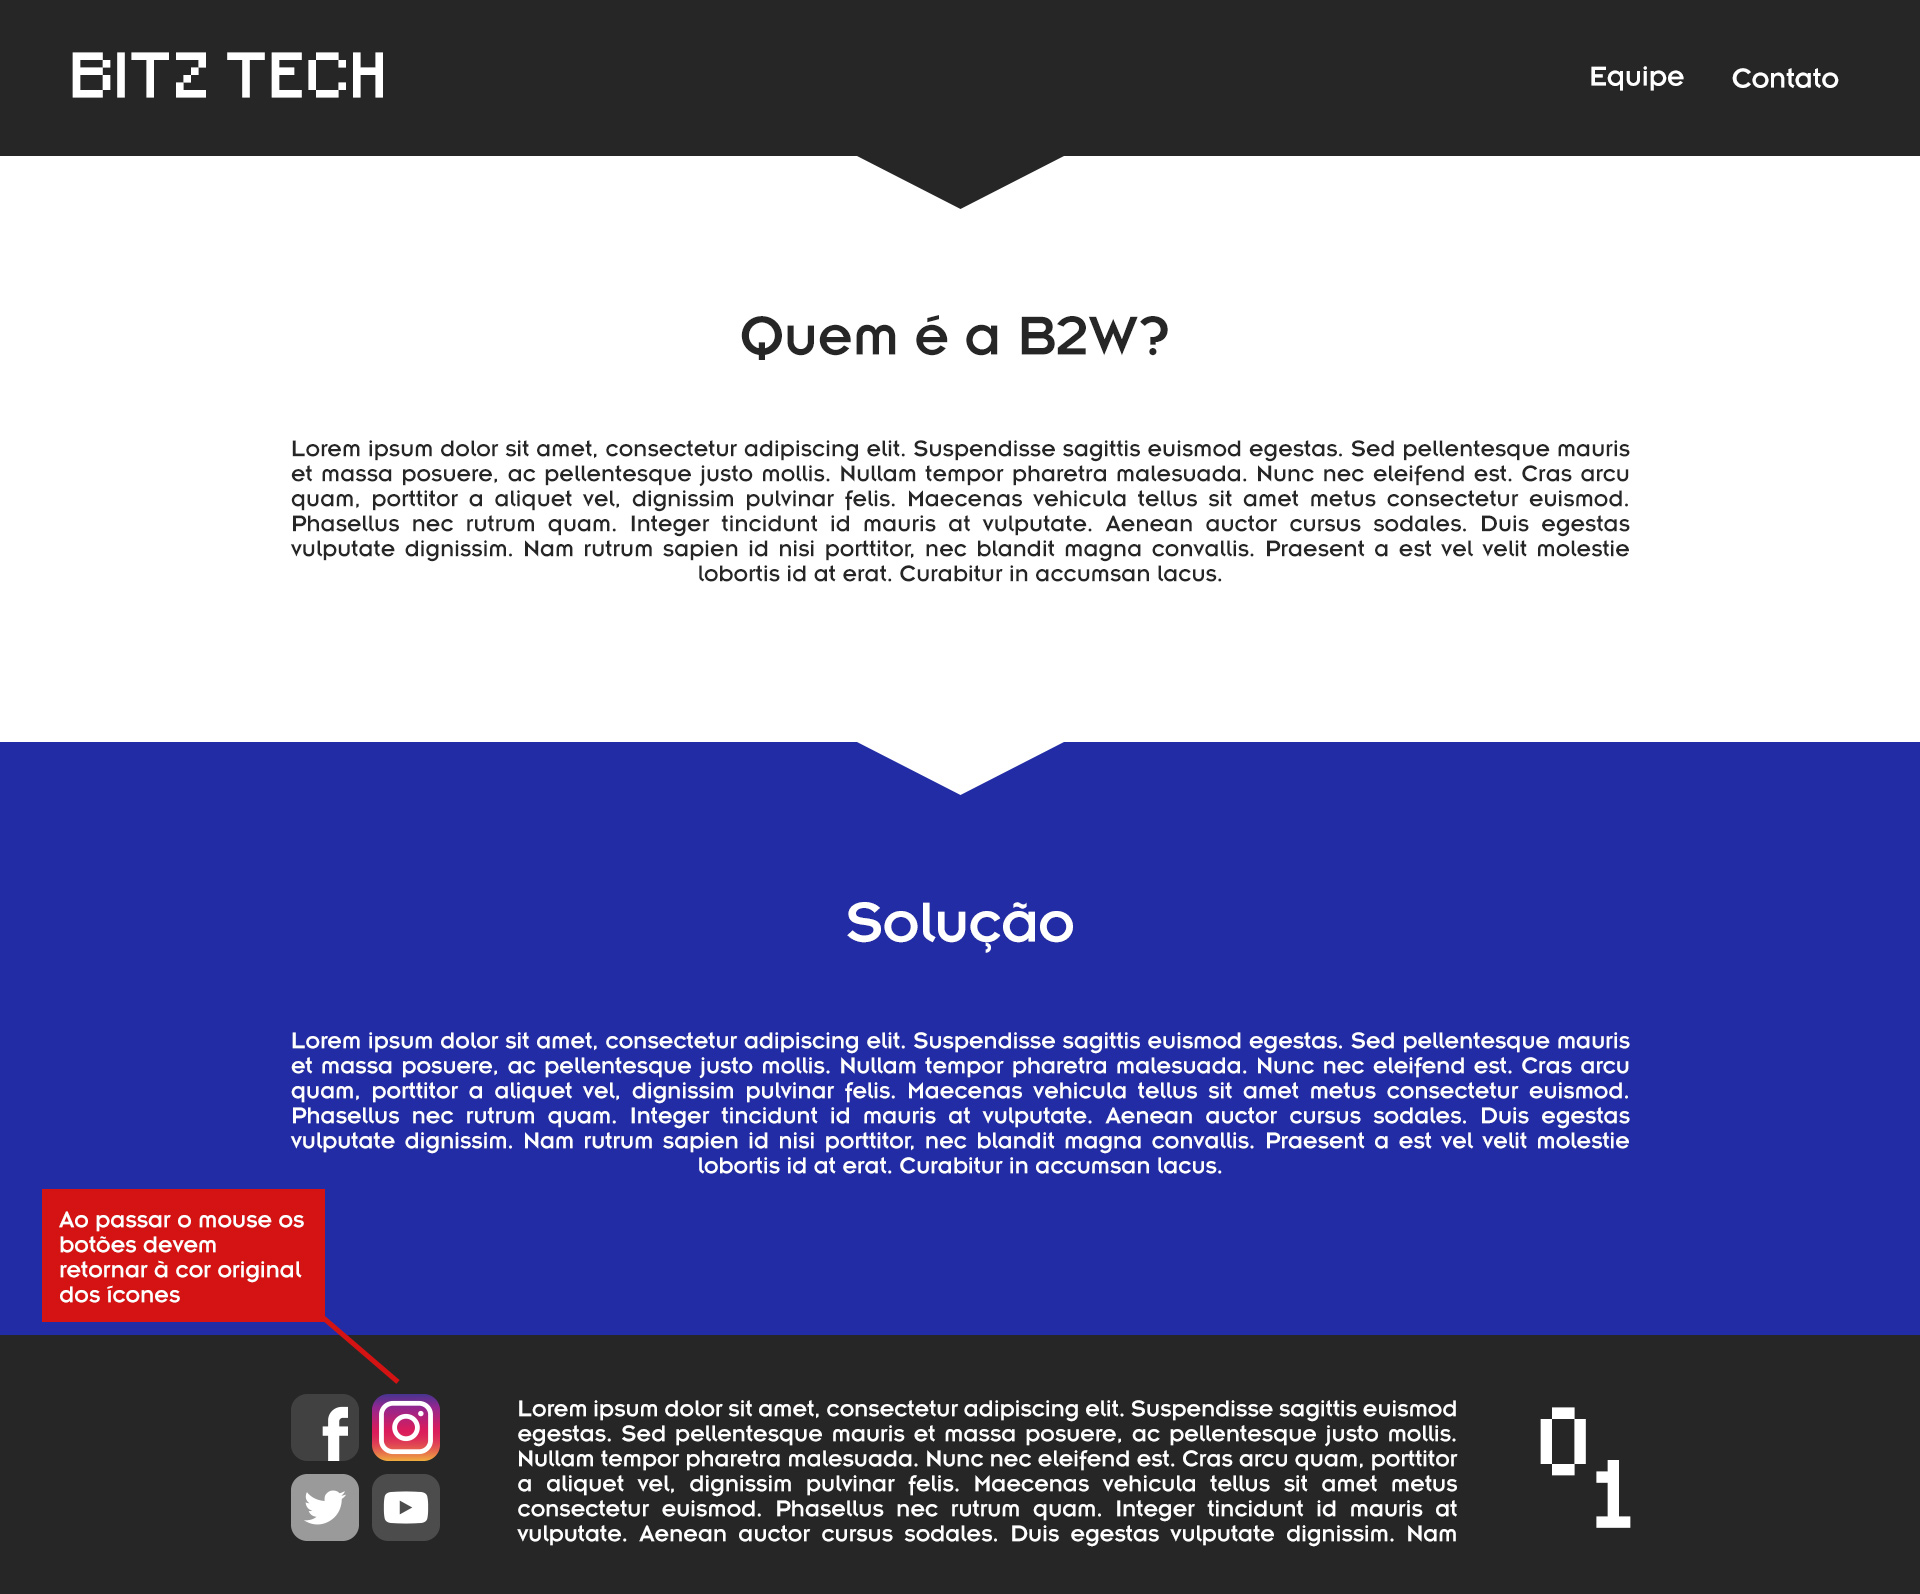 BITZ TECH
Equipe Contato
Quem é a B2W?
Lorem ipsum dolor sit amet, consectetur adipiscing elit. Suspendisse sagittis euismod egestas. Sed pellentesque mauris
et massa posuere, ac pellentesque justo mollis. Nullam tempor pharetra malesuada. Nunc nec eleifend est. Cras arcu
quam, porttitor a aliquet vel, dignissim pulvinar felis. Maecenas vehicula tellus sit amet metus consectetur euismod.
Phasellus nec rutrum quam. Integer tincidunt id mauris at vulputate. Aenean auctor cursus sodales. Duis egestas
vulputate dignissim. Nam rutrum sapien id nisi porttitor, nec blandit magna convallis. Praesent a est vel velit molestie
lobortis id at erat. Curabitur in accumsan lacus.
Solução
Lorem ipsum dolor sit amet, consectetur adipiscing elit. Suspendisse sagittis euismod egestas. Sed pellentesque mauris
et massa posuere, ac pellentesque justo mollis. Nullam tempor pharetra malesuada. Nunc nec eleifend est. Cras arcu
quam, porttitor a aliquet vel, dignissim pulvinar felis. Maecenas vehicula tellus sit amet metus consectetur euismod.
Phasellus nec rutrum quam. Integer tincidunt id mauris at vulputate. Aenean auctor cursus sodales. Duis egestas
vulputate dignissim. Nam rutrum sapien id nisi porttitor, nec blandit magna convallis. Praesent a est vel velit molestie
lobortis id at erat. Curabitur in accumsan lacus.
Ao passar o mouse os
botões devem
retornar à cor original
dos ícones
Lorem ipsum dolor sit amet, consectetur adipiscing elit. Suspendisse sagittis euismod
egestas. Sed pellentesque mauris et massa posuere, ac pellentesque justo mollis.
Nullam tempor pharetra malesuada. Nunc nec eleifend est. Cras arcu quam, porttitor
a aliquet vel, dignissim pulvinar felis. Maecenas vehicula tellus sit amet metus
consectetur euismod. Phasellus nec rutrum quam. Integer tincidunt id mauris at
vulputate. Aenean auctor cursus sodales. Duis egestas vulputate dignissim. Nam
0
1